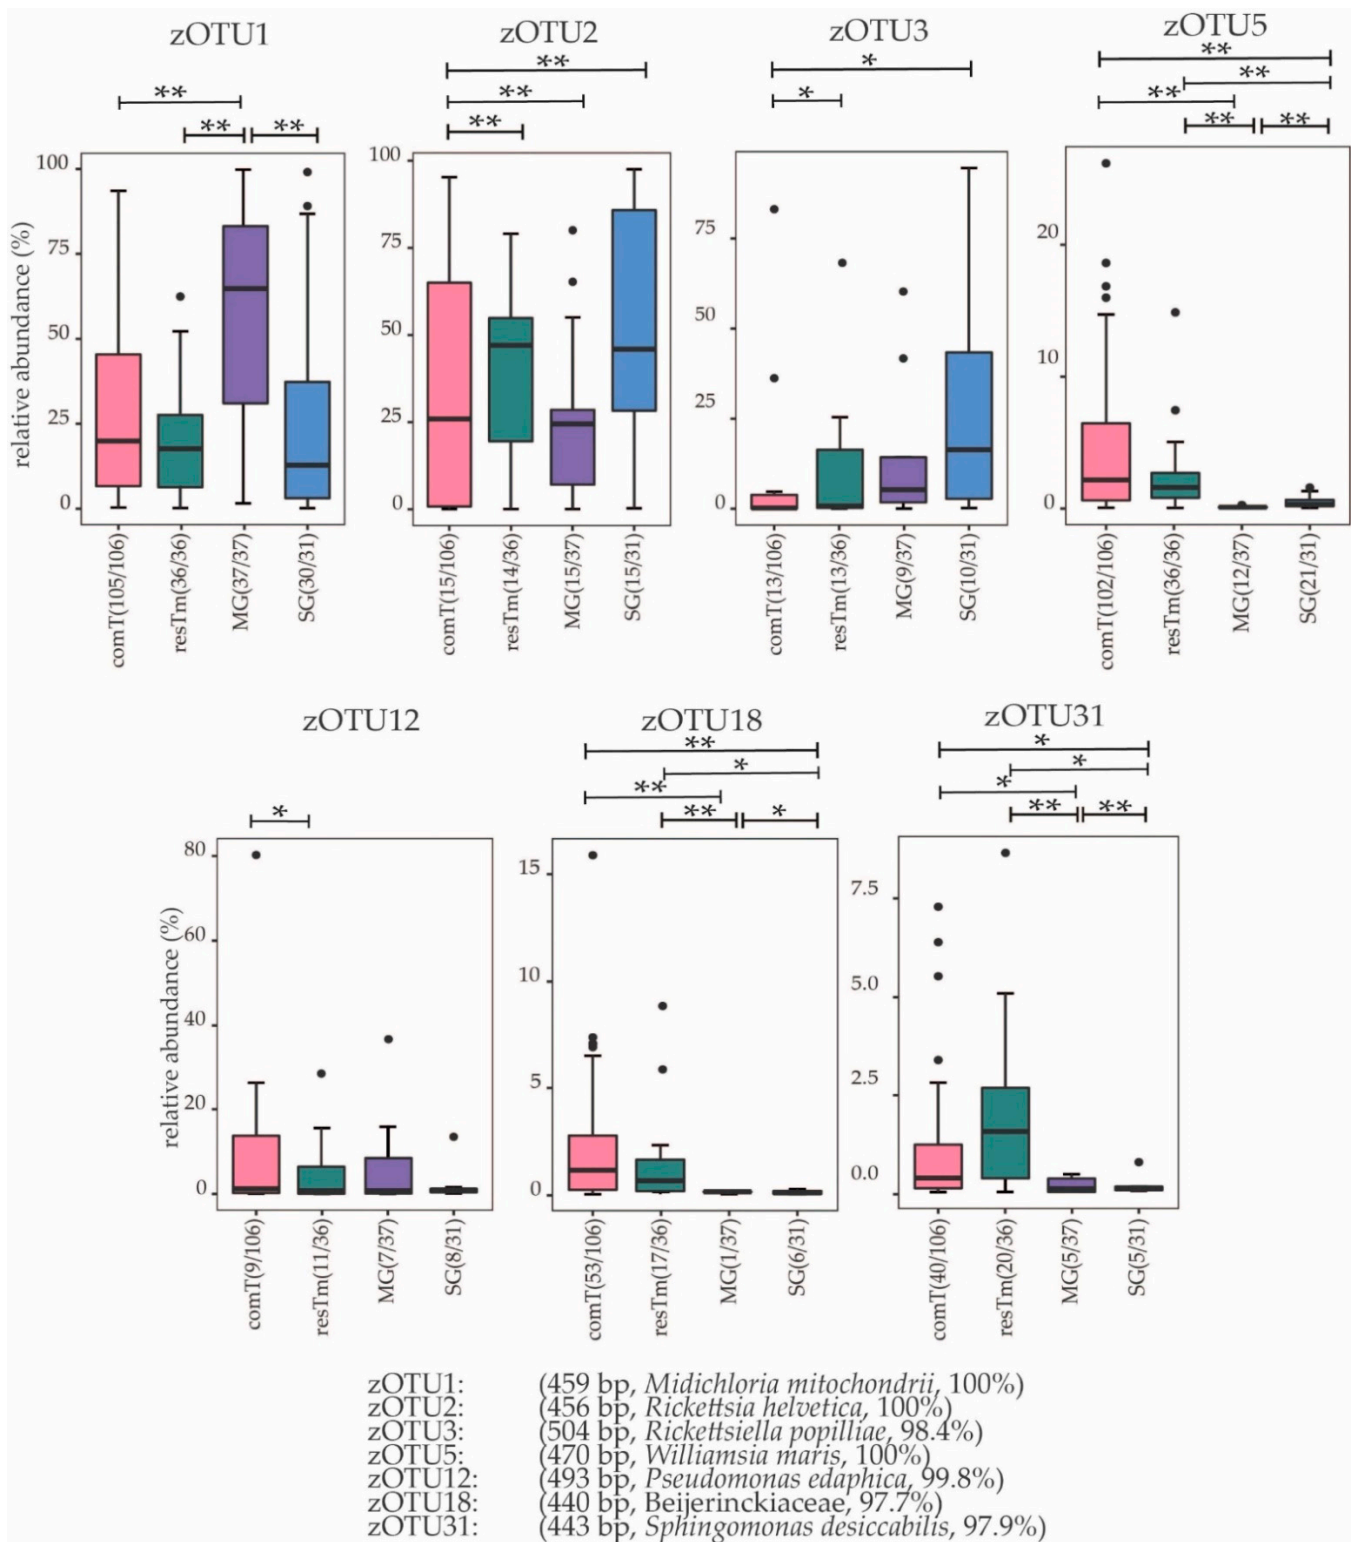 zOTU1 zOTU2 zOTU3 zOTU5
** ** * **
** ** * **
** ** ** **
** **
relative abundance (%)
100
75
50
25
0
100
75
50
25
0
75
50
25
0
20
10
0
comT(105/106) resTm(36/36) MG(37/37) SG(30/31)
comT(15/106) resTm(14/36) MG(15/37) SG(15/31)
comT(13/106) resTm(13/36) MG(9/37) SG(10/31)
comT(102/106) resTm(36/36) MG(12/37) SG(21/31)
zOTU12 zOTU18 zOTU31
* ** *
* *
** *
** * ** **
relative abundance (%)
80
60
40
20
0
15
10
5
0
7.5
5.0
2.5
0.0
comT(9/106) resTm(11/36) MG(7/37) SG(8/31)
comT(53/106) resTm(17/36) MG(1/37) SG(6/31)
comT(40/106) resTm(20/36) MG(5/37) SG(5/31)
zOTU1: (459 bp, Midichloria mitochondrii, 100%)
zOTU2: (456 bp, Rickettsia helvetica, 100%)
zOTU3: (504 bp, Rickettsiella popilliae, 98.4%)
zOTU5: (470 bp, Williamsia maris, 100%)
zOTU12: (493 bp, Pseudomonas edaphica, 99.8%)
zOTU18: (440 bp, Beijerinckiaceae, 97.7%)
zOTU31: (443 bp, Sphingomonas desiccabilis, 97.9%)